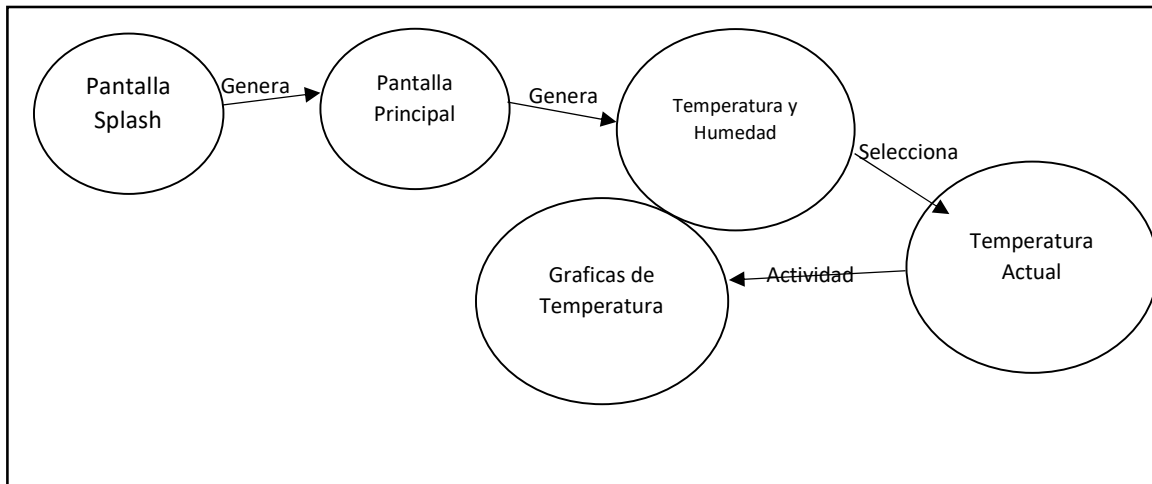 Pantalla
Splash
Genera
Pantalla
Principal
Genera
Temperatura y
Humedad
Selecciona
Temperatura
Actual
Actividad
Graficas de
Temperatura